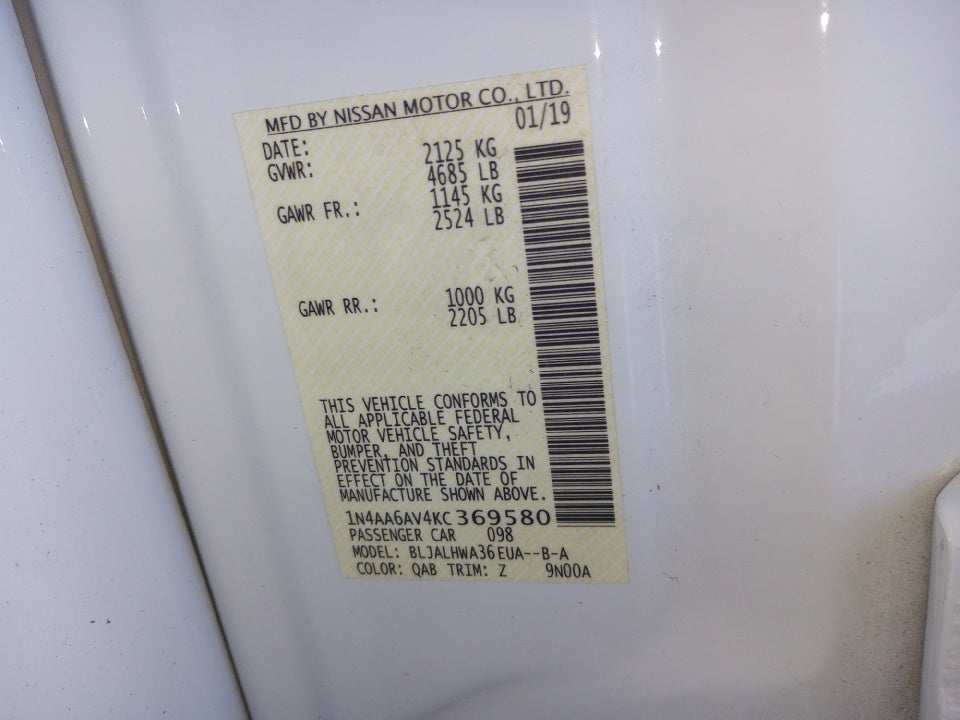 MFD BY NISSAN MOTOR CO., LTD.
DATE: 01/19
GVWR: 2125 KG
4685 LB
GAWR FR.: 1145 KG
2524 LB
GAWR RR.: 1000 KG
2205 LB
THIS VEHICLE CONFORMS TO
ALL APPLICABLE FEDERAL
MOTOR VEHICLE SAFETY,
BUMPER, AND THEFT
PREVENTION STANDARDS IN
EFFECT ON THE DATE OF
MANUFACTURE SHOWN ABOVE.
1N4AA6AV4KC369580
PASSENGER CAR 098
MODEL: BLJALHWA36EUA--B-A
COLOR: QAB TRIM: Z 9N00A